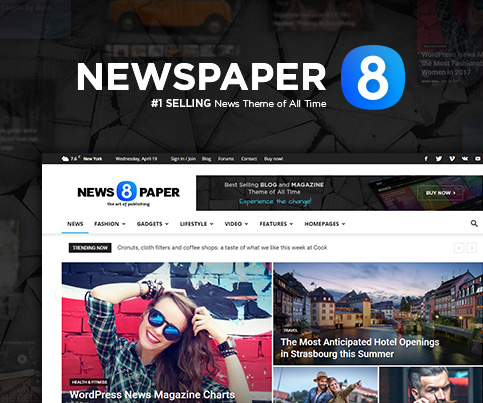 NEWSPAPER 8
#1 SELLING News Theme of All Time
WordPress News M
the Most Fashionat
Women in 2017
7.6 c New York Wednesday, April 19 Sign in / Join Blog Forums Contact Buy now!
NEWS 8 PAPER
the art of publishing
Best Selling BLOG and MAGAZINE
Theme of All Time
Experience the change!
BUY NOW
NEWS FASHION GADGETS LIFESTYLE VIDEO FEATURES HOMEPAGES
TRENDING NOW Cronuts, cloth filters and coffee shops: a taste of what we like this week at Cook
HEALTH & FITNESS
WordPress News Magazine Charts
TRAVEL
The Most Anticipated Hotel Openings
in Strasbourg this Summer